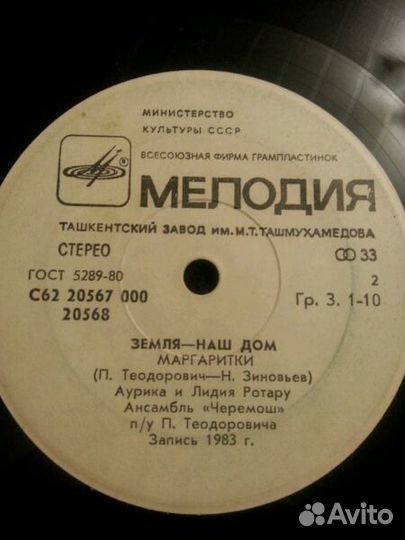 МИНИСТЕРСТВО
КУЛЬТУРЫ СССР
ВСЕСОЮЗНАЯ ФИРМА ГРАМПЛАСТИНОК
МЕЛОДИЯ
ТАШКЕНТСКИЙ ЗАВОД ИМ. М.Т. ТАШМУХАМЕДОВА
СТЕРЕО 33
ГОСТ 5289-80 2
С62 20567 000 Гр. 3. 1-10
20568
ЗЕМЛЯ—НАШ ДОМ
МАРГАРИТКИ
(П. Теодорович—Н. Зиновьев)
Аурика и Лидия Ротару
Ансамбль «Черемош»
п/у П. Теодоровича
Запись 1983 г.
Avito